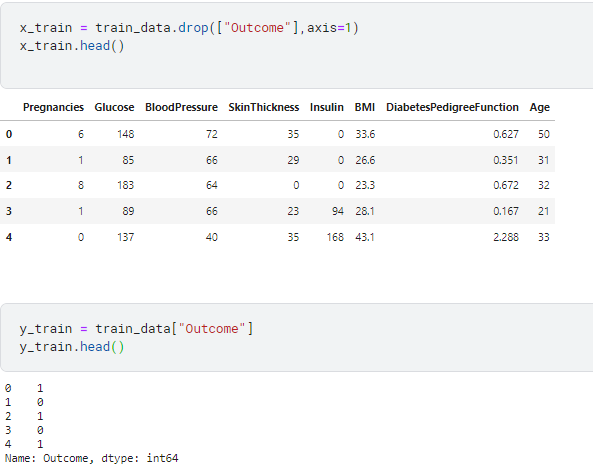 x_train = train_data.drop(["Outcome"],axis=1)
x_train.head()
Pregnancies Glucose BloodPressure SkinThickness Insulin BMI DiabetesPedigreeFunction Age
0 6 148 72 35 0 33.6 0.627 50
1 1 85 66 29 0 26.6 0.351 31
2 8 183 64 0 0 23.3 0.672 32
3 1 89 66 23 94 28.1 0.167 21
4 0 137 40 35 168 43.1 2.288 33
y_train = train_data["Outcome"]
y_train.head()
0 1
1 0
2 1
3 0
4 1
Name: Outcome, dtype: int64